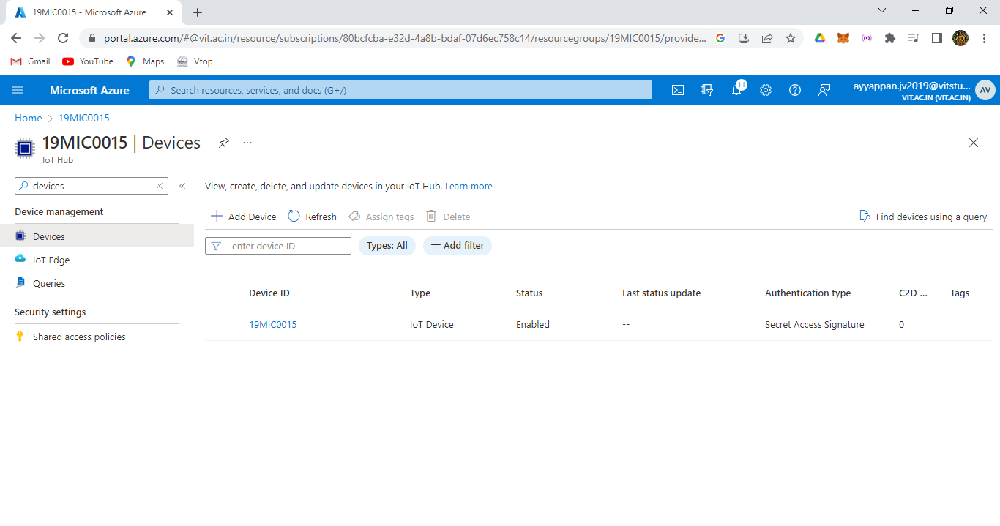 19MIC0015 - Microsoft Azure
portal.azure.com/#@vit.ac.in/resource/subscriptions/80bcfcba-e32d-4a8b-bdaf-07d6ec758c14/resourcegroups/19MIC0015/provide...
Gmail YouTube Maps Vtop
Microsoft Azure Search resources, services, and docs (G+/) 11 ayyappan.jv2019@vitstu...
VIT.AC.IN (VIT.AC.IN) AV
Home > 19MIC0015
19MIC0015 | Devices ...
IoT Hub
devices
View, create, delete, and update devices in your IoT Hub. Learn more
Device management
Add Device Refresh Assign tags Delete Find devices using a query
Devices
enter device ID Types: All Add filter
IoT Edge
Queries
Device ID Type Status Last status update Authentication type C2D ... Tags
Security settings
19MIC0015 IoT Device Enabled -- Secret Access Signature 0
Shared access policies